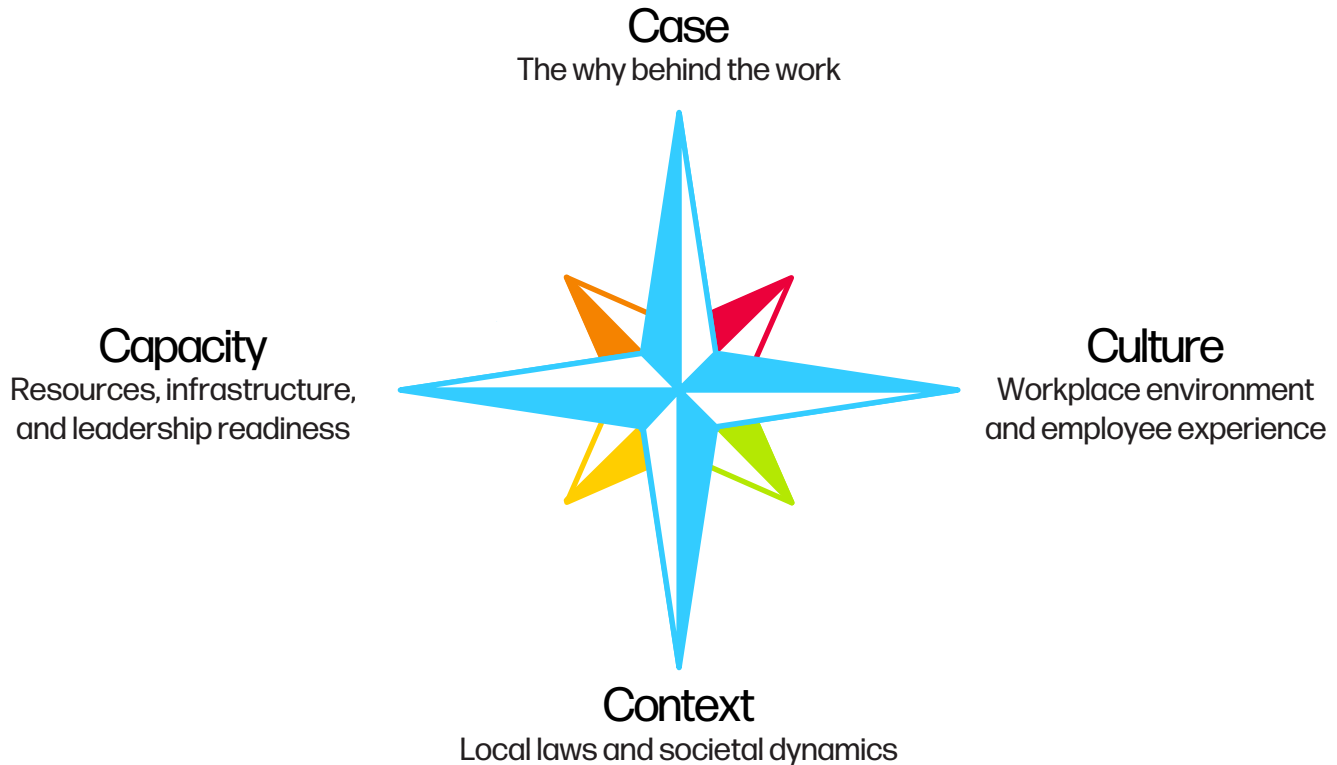 Case
The why behind the work
Capacity
Resources, infrastructure,
and leadership readiness
Culture
Workplace environment
and employee experience
Context
Local laws and societal dynamics